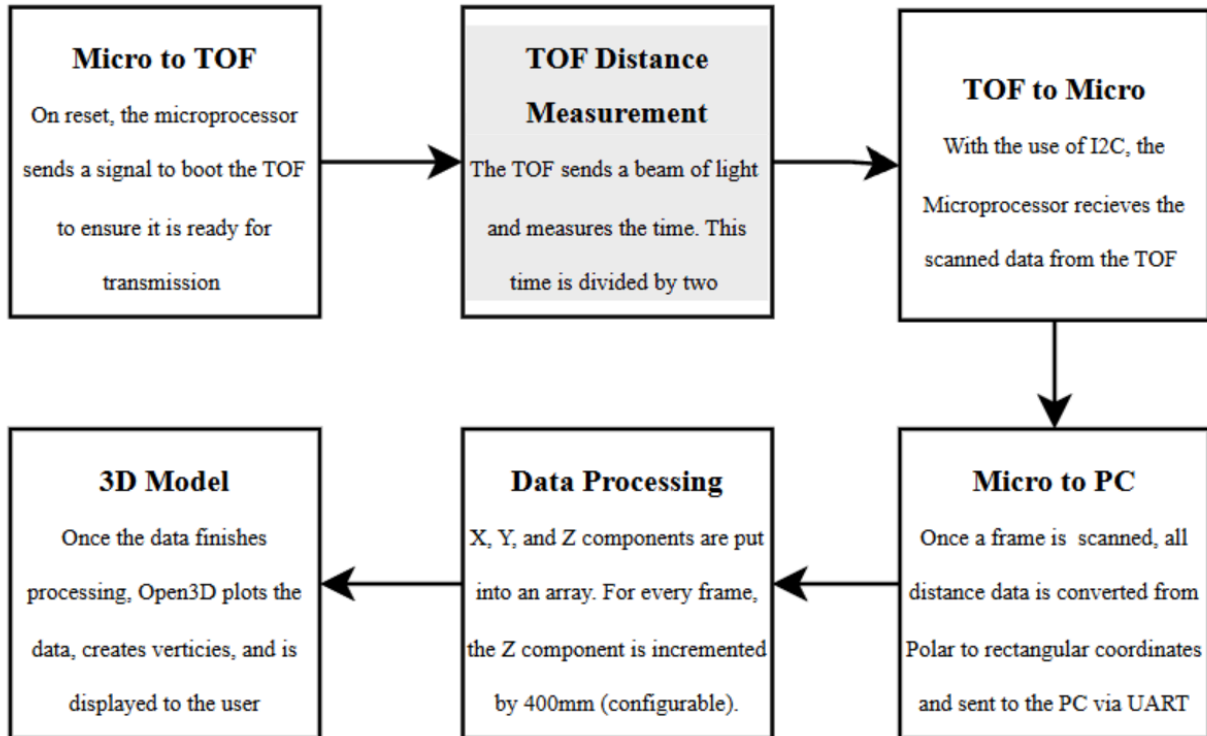 Micro to TOF
On reset, the microprocessor
sends a signal to boot the TOF
to ensure it is ready for
transmission
TOF Distance
Measurement
The TOF sends a beam of light
and measures the time. This
time is divided by two
TOF to Micro
With the use of I2C, the
Microprocessor recieves the
scanned data from the TOF
Micro to PC
Once a frame is scanned, all
distance data is converted from
Polar to rectangular coordinates
and sent to the PC via UART
Data Processing
X, Y, and Z components are put
into an array. For every frame,
the Z component is incremented
by 400mm (configurable).
3D Model
Once the data finishes
processing, Open3D plots the
data, creates verticies, and is
displayed to the user